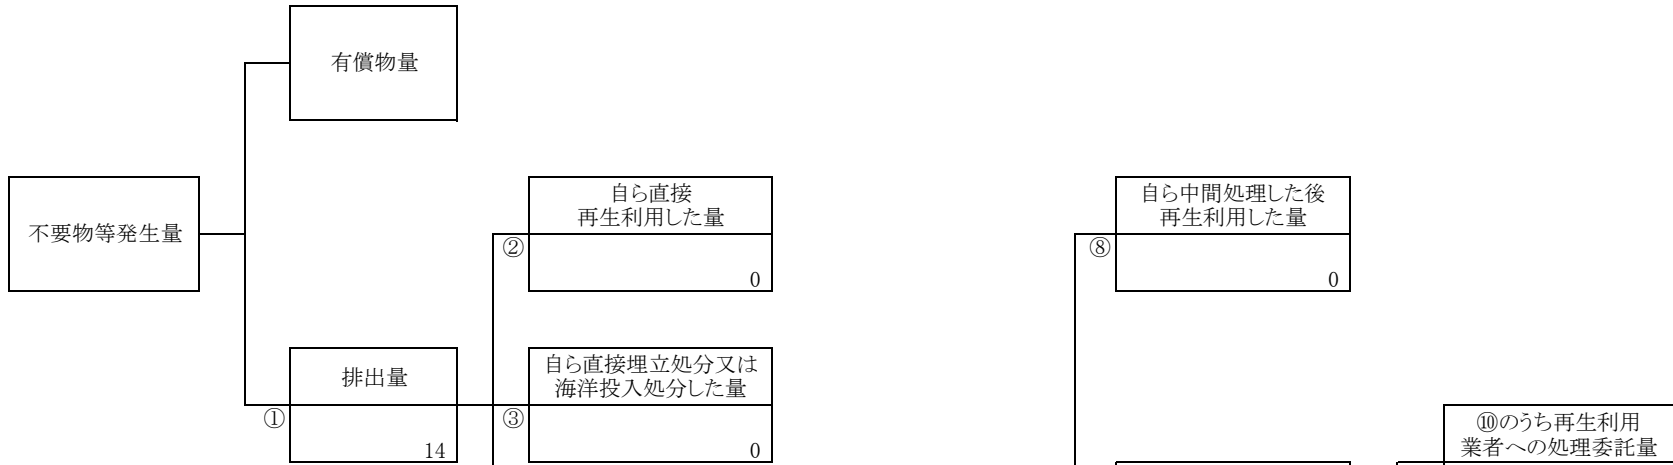 有償物量
不要物等発生量
自ら直接
再生利用した量
②
0
自ら中間処理した後
再生利用した量
⑧
0
排出量
①
14
自ら直接埋立処分又は
海洋投入処分した量
③
0
⑩のうち再生利用
業者への処理委託量